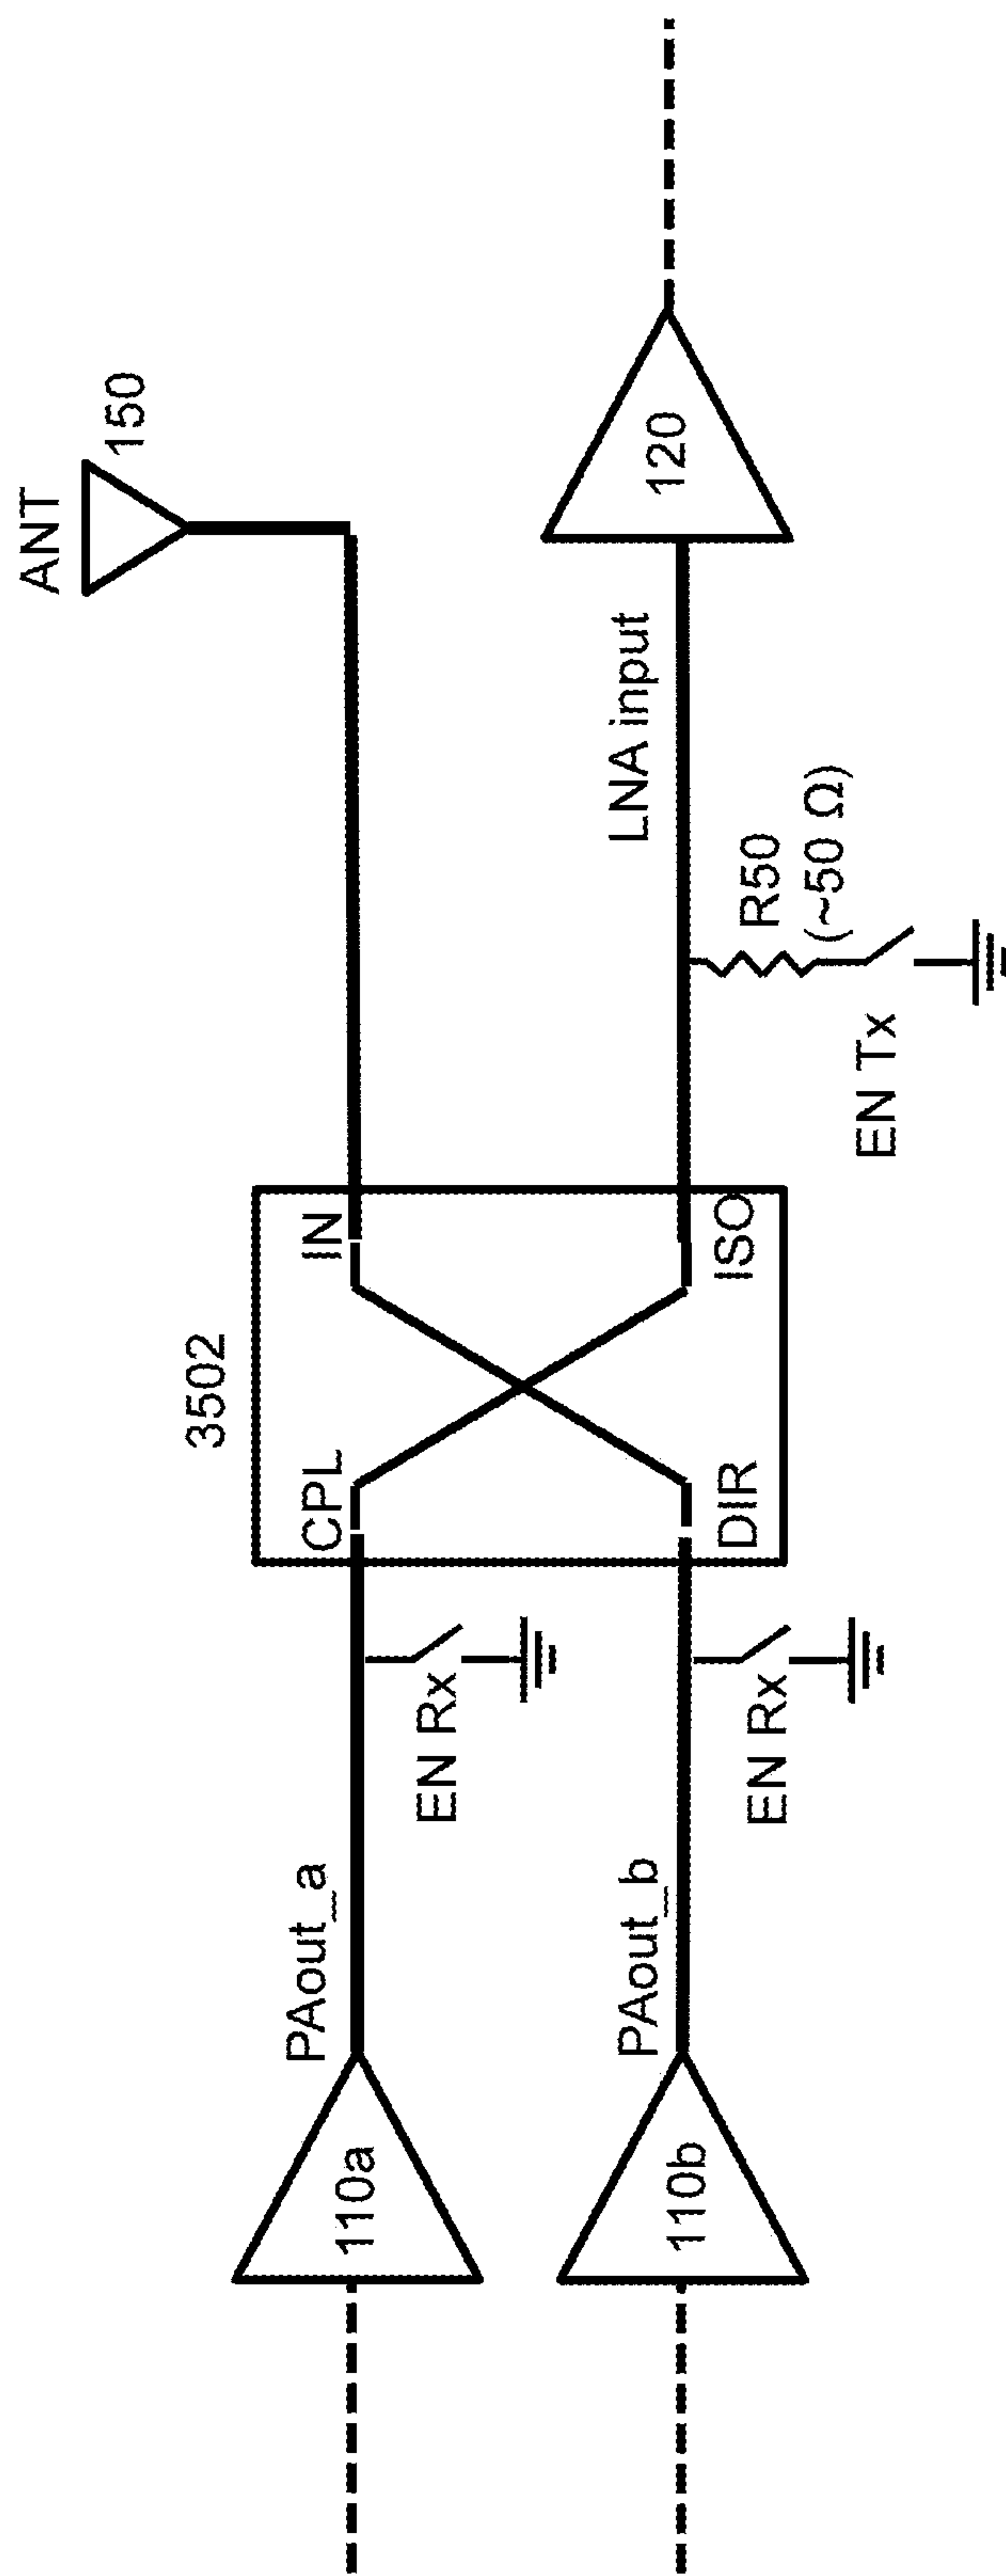 ANT
150
3502
CPL
IN
DIR
ISO
PAout_a
110a
EN Rx
PAout_b
110b
EN Rx
LNA input
120
R50
(~50 Ω)
EN Tx